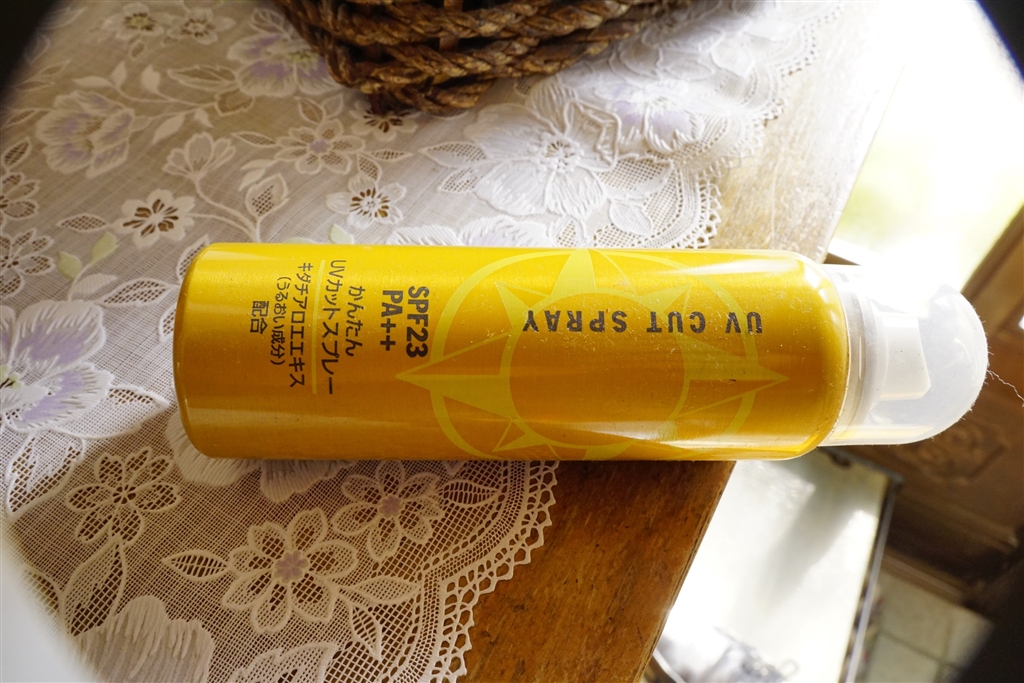 UV CUT SPRAY
SPF23
PA++
かんたん
UVカットスプレー
キダチアロエエキス
(うるおい成分)
配合